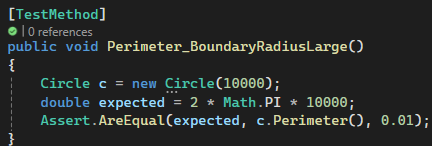 [TestMethod]
| 0 references
public void Perimeter_BoundaryRadiusLarge()
{
Circle c = new Circle(10000);
double expected = 2 * Math.PI * 10000;
Assert.AreEqual(expected, c.Perimeter(), 0.01);
}